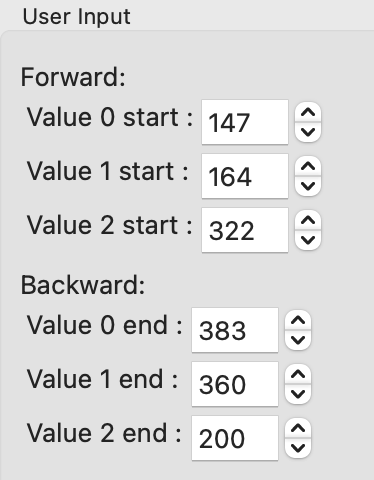 User Input
Forward:
Value 0 start : 147
Value 1 start : 164
Value 2 start : 322
Backward:
Value 0 end : 383
Value 1 end : 360
Value 2 end : 200